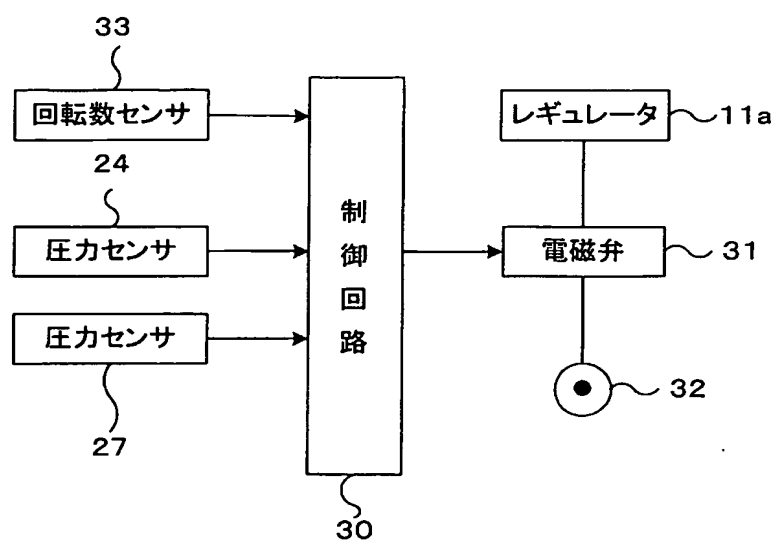 33
回転数センサ
24
圧力センサ
圧力センサ
27
制御回路
30
レギュレータ
11a
電磁弁
31
32